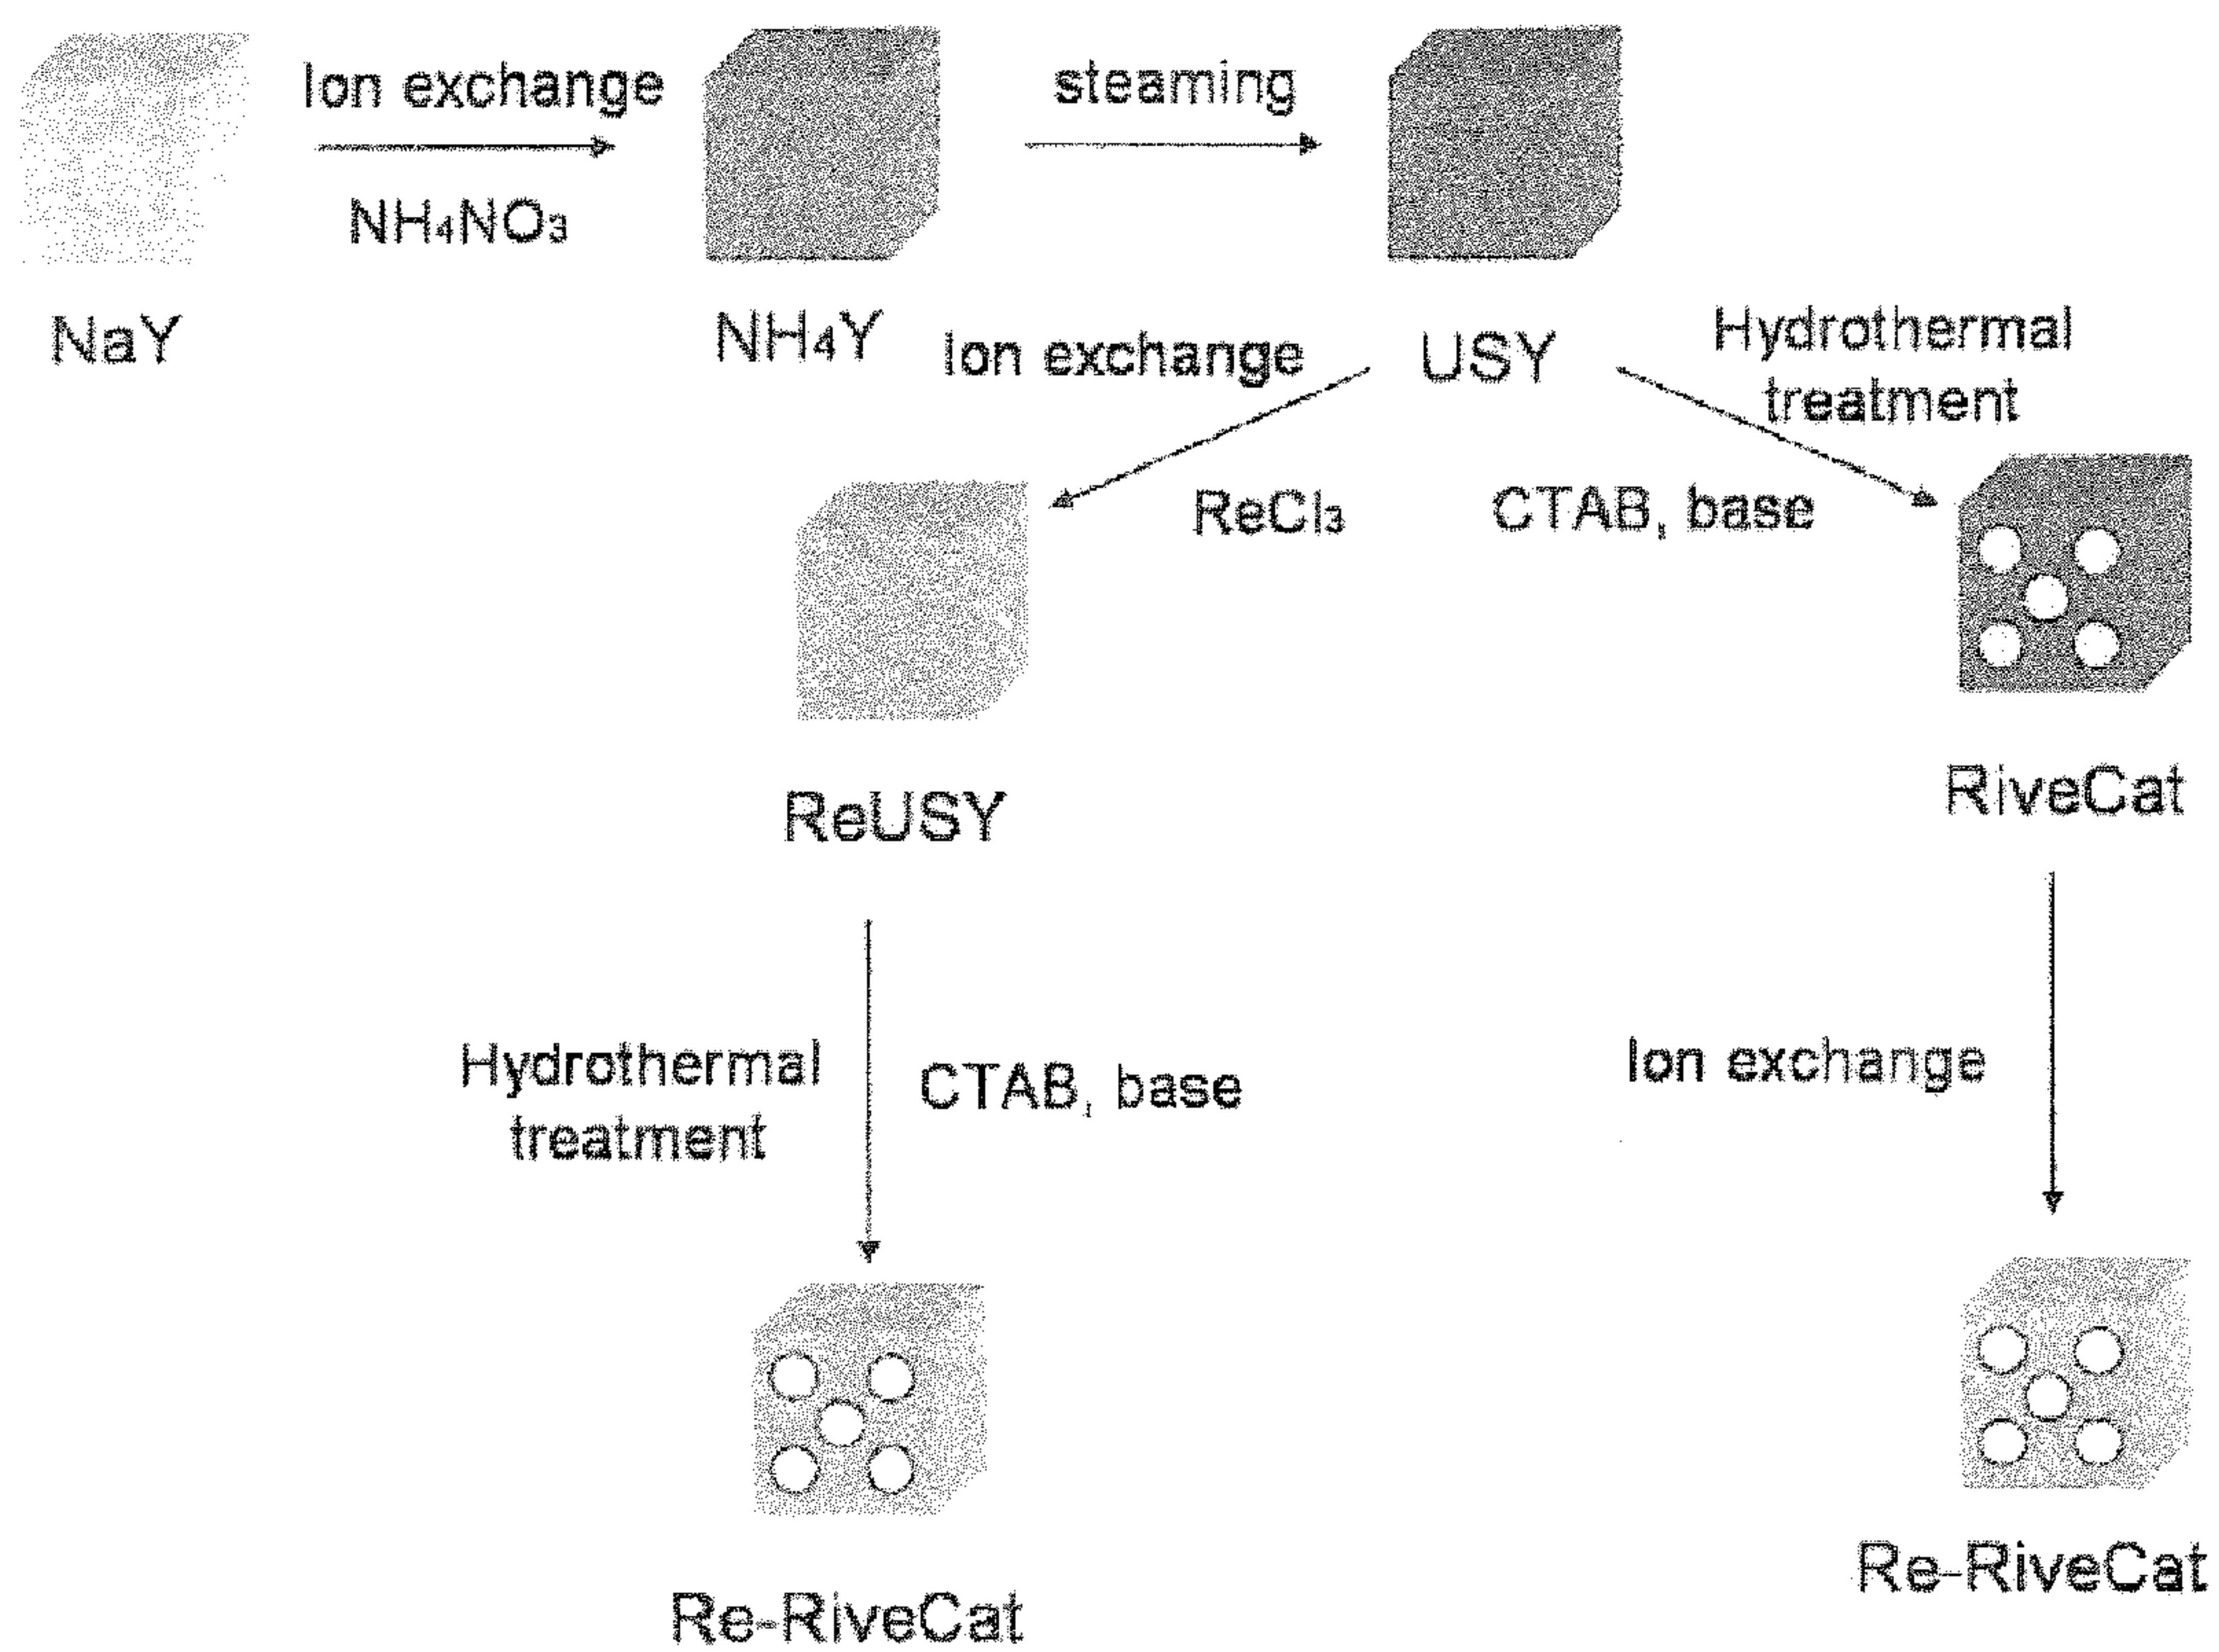 Ion exchange
NH₄NO₃
steaming
NaY
NH₄Y
USY
Ion exchange
ReCl₃
Hydrothermal
treatment
CTAB, base
ReUSY
RiveCat
Hydrothermal
treatment
CTAB, base
Ion exchange
Re-RiveCat
Re-RiveCat